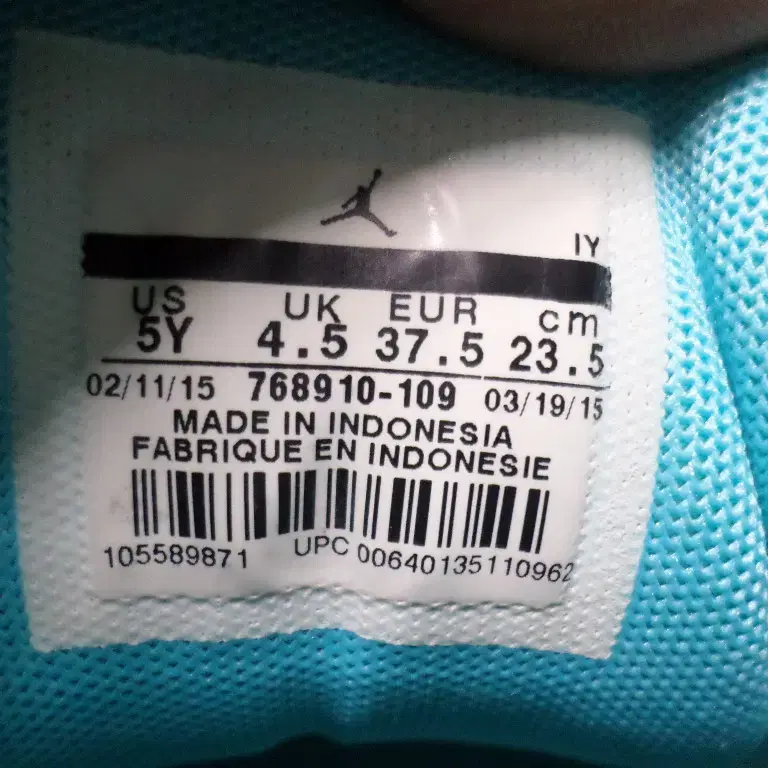 IY
US UK EUR cm
5Y 4.5 37.5 23.5
02/11/15 768910-109 03/19/15
MADE IN INDONESIA
FABRIQUE EN INDONESIE
105589871 UPC 00640135110962